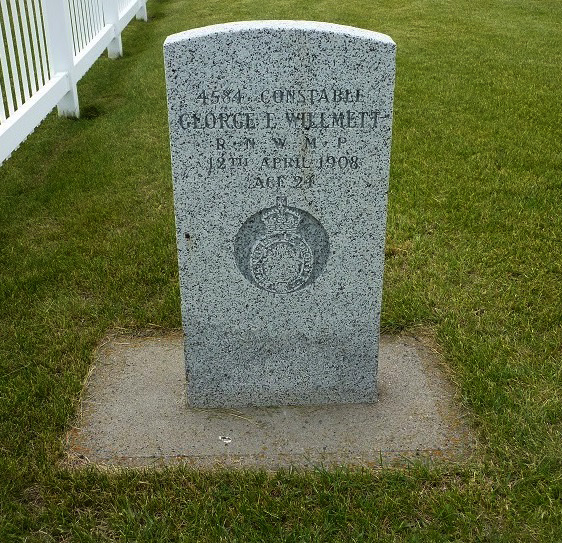 4584 CONSTABLE
GEORGE E. WILLMETT
R N W M P
12TH APRIL 1908
AGE 24